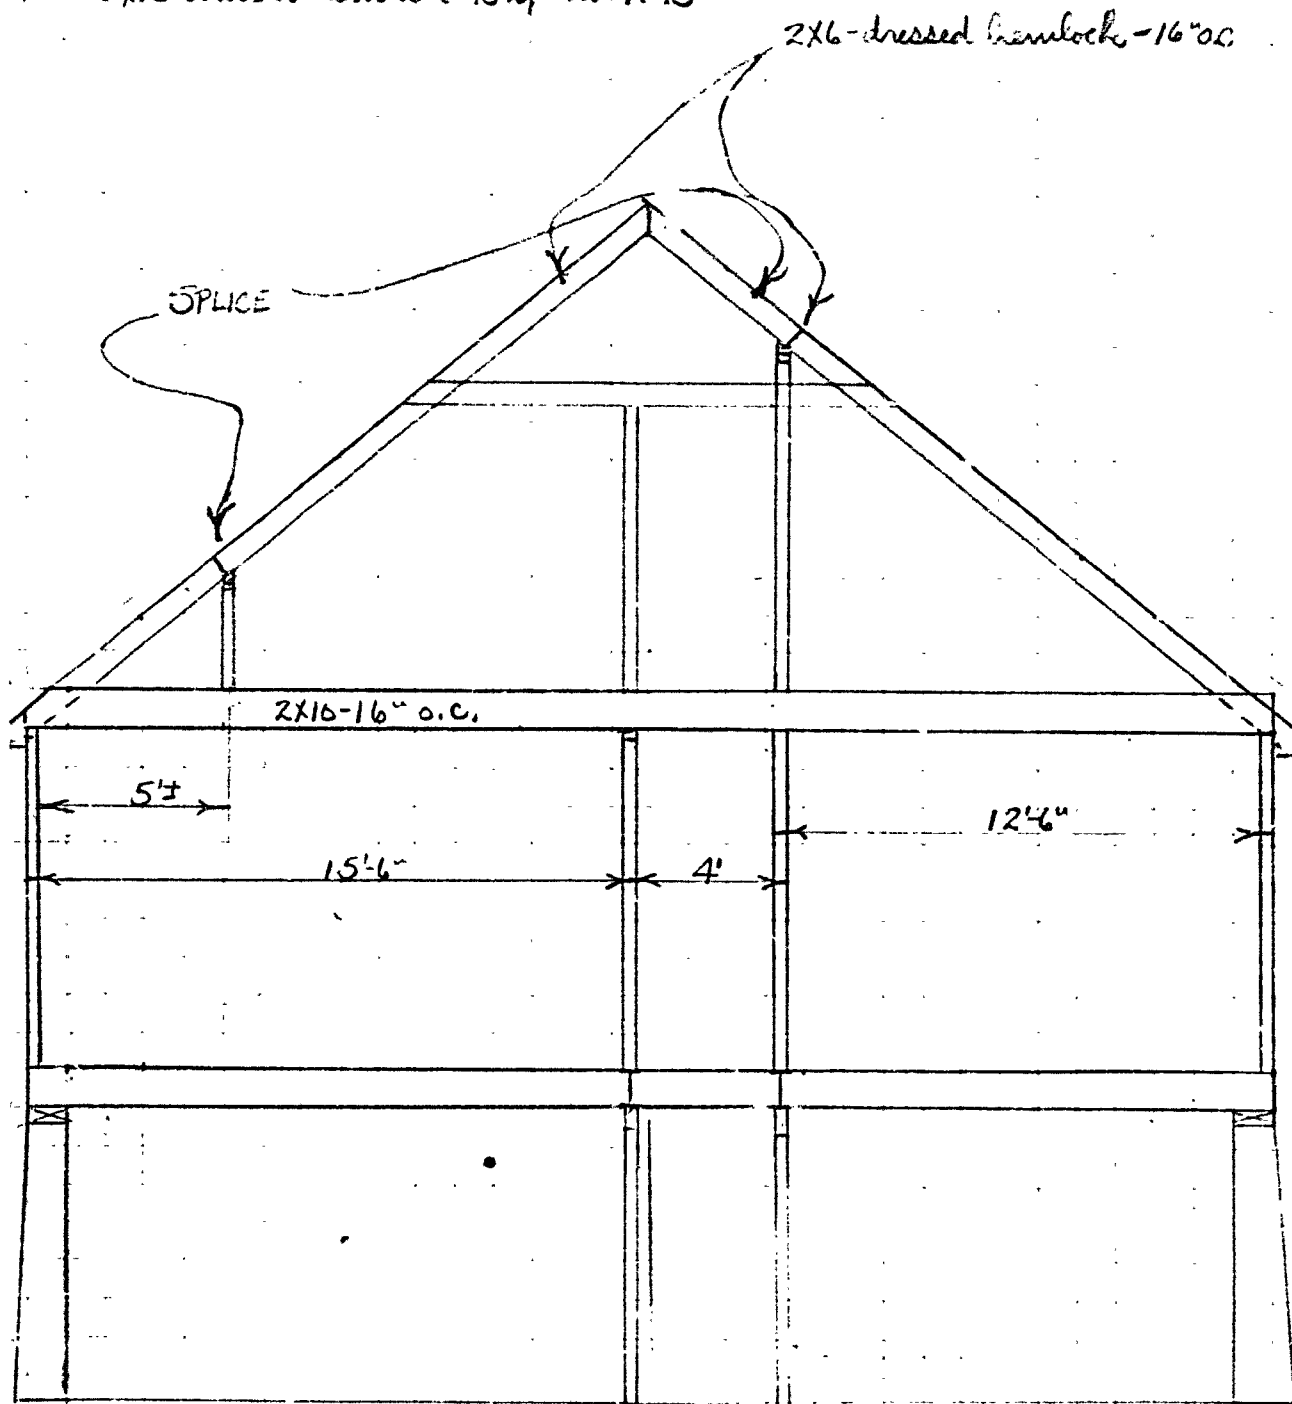 2X6-dressed hemlock-16"o.c.
SPLICE
2X10-16" o.c.
5'±
12'-6"
15'-6"
4'